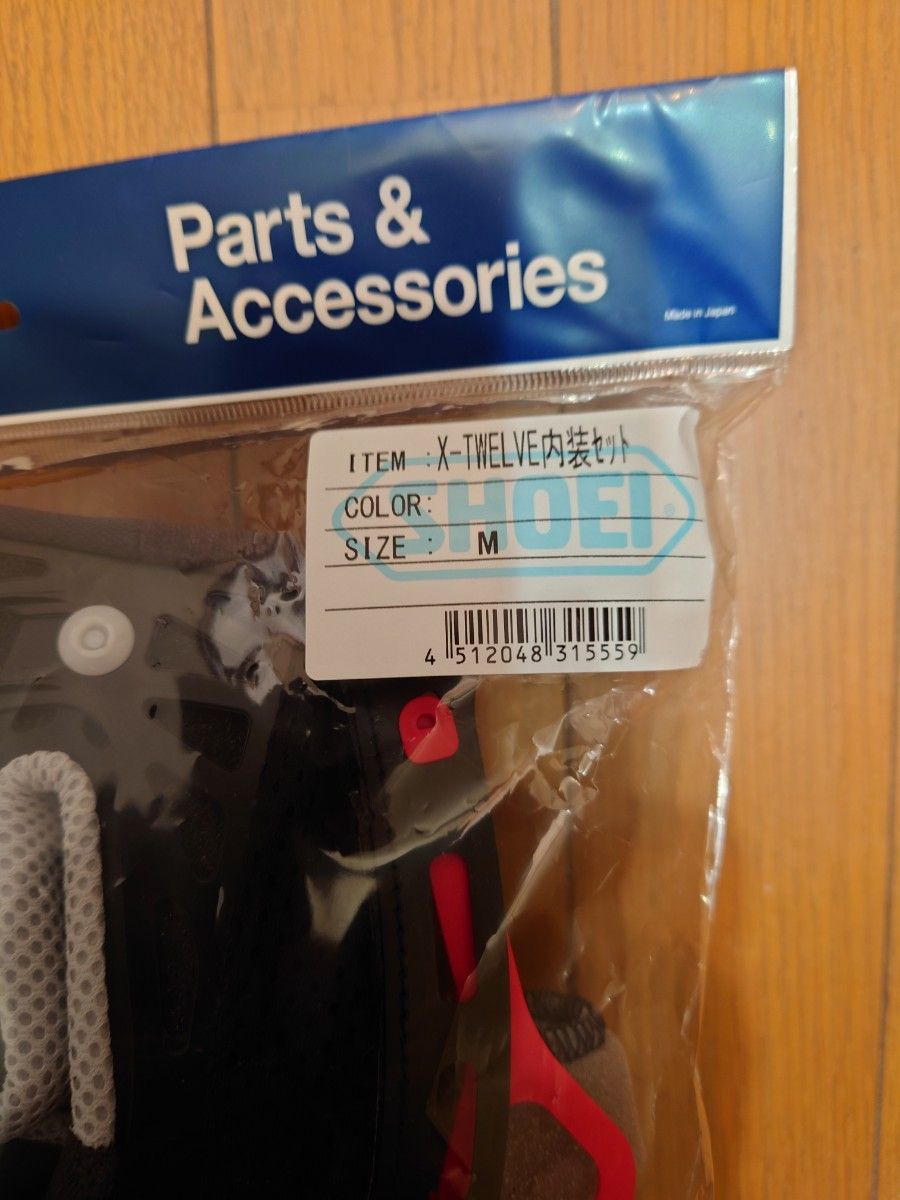 Parts &
Accessories
Made in Japan
ITEM : X-TWELVE内装ｾｯﾄ
SHOEI®
COLOR:
SIZE : M
4 512048 315559